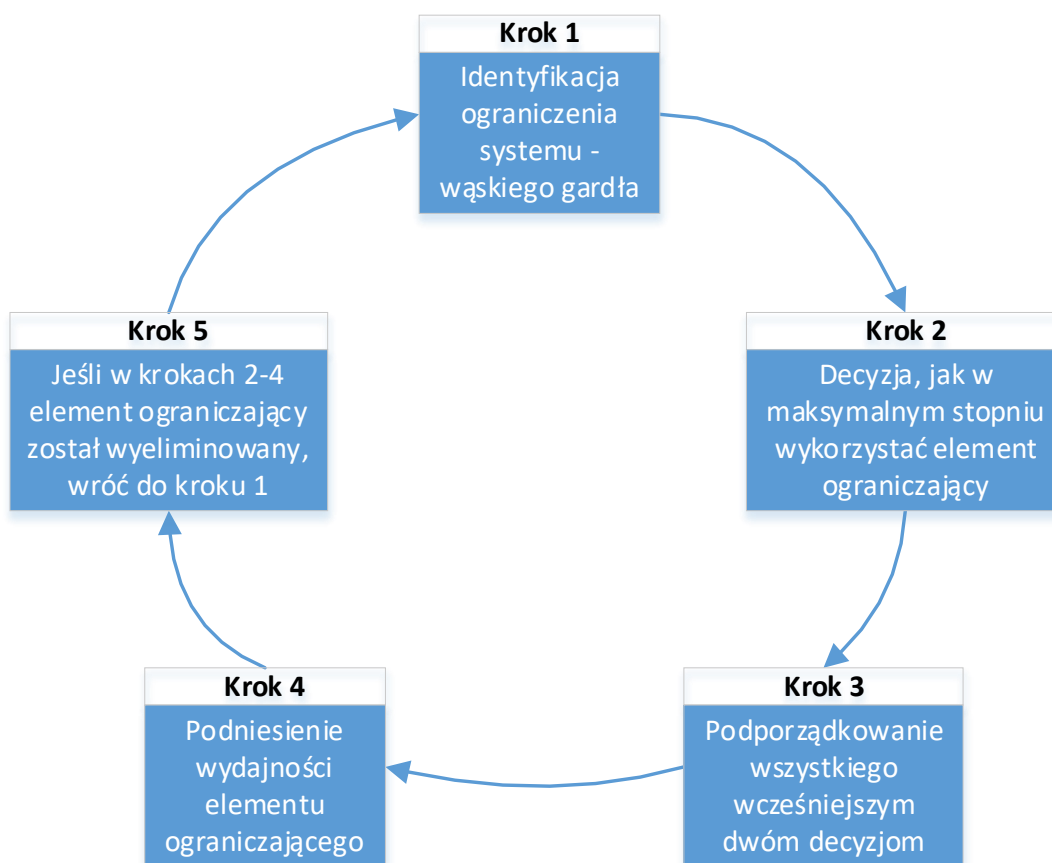 Krok 1
Identyfikacja
ograniczenia
systemu -
wąskiego gardła
Krok 2
Decyzja, jak w
maksymalnym stopniu
wykorzystać element
ograniczający
Krok 3
Podporządkowanie
wszystkiego
wcześniejszym
dwóm decyzjom
Krok 4
Podniesienie
wydajności
elementu
ograniczającego
Krok 5
Jeśli w krokach 2-4
element ograniczający
został wyeliminowany,
wróć do kroku 1